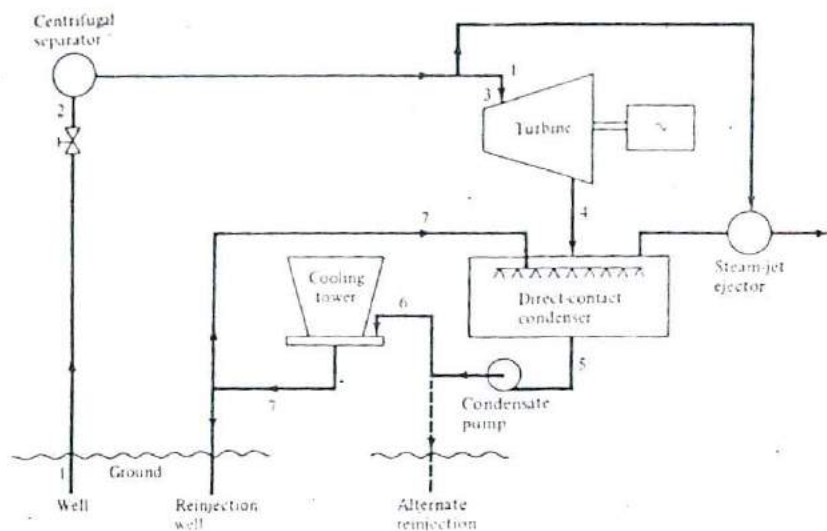 Centrifugal
separator
1
2
3
Turbine
4
7
Cooling
tower
6
Direct-contact
condenser
Steam-jet
ejector
5
7
Condensate
pump
Ground
1
Well
Reinjection
well
Alternate
reinjection